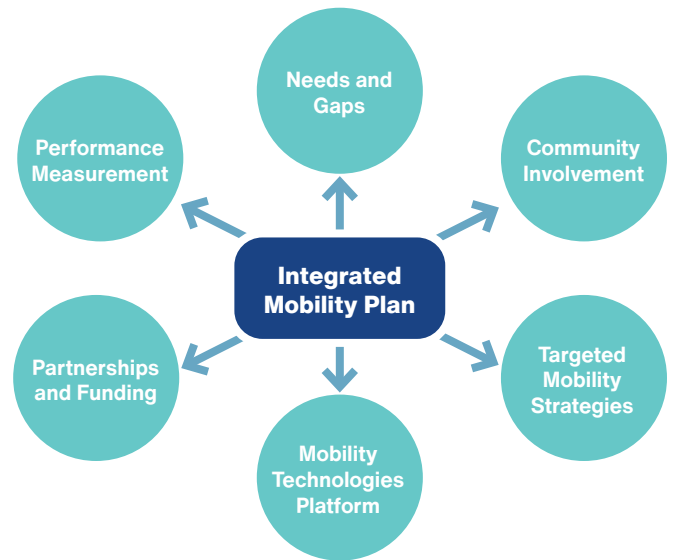 Needs and
Gaps
Performance
Measurement
Community
Involvement
Integrated
Mobility Plan
Partnerships
and Funding
Targeted
Mobility
Strategies
Mobility
Technologies
Platform